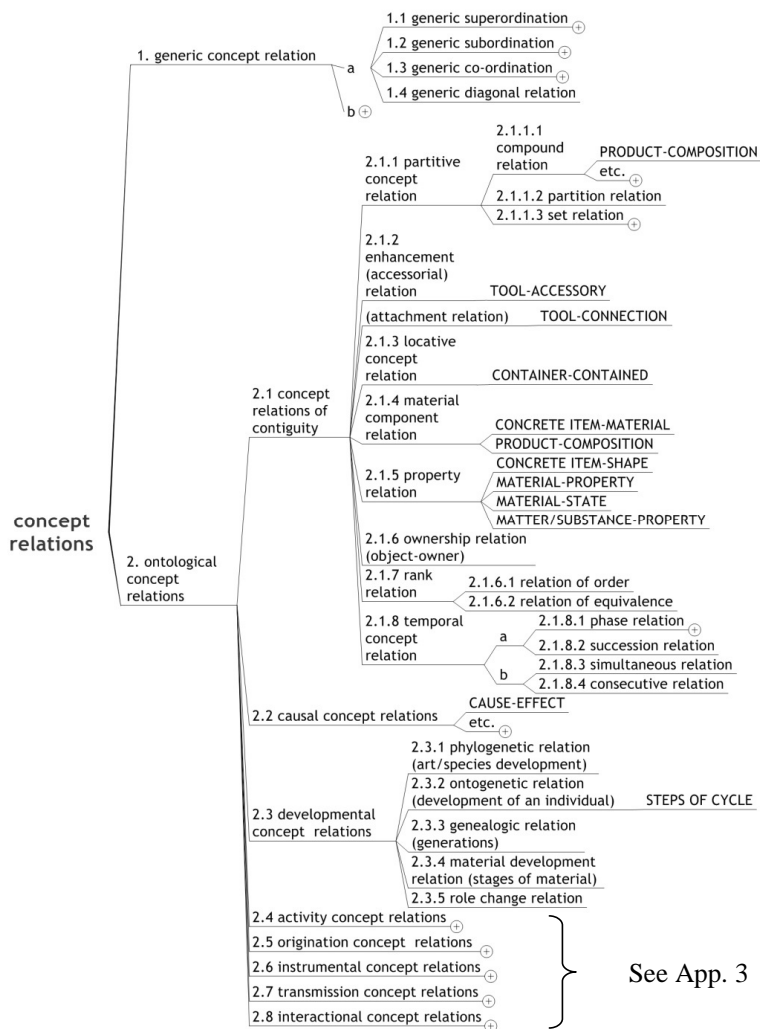 concept
relations
1. generic concept relation
a
1.1 generic superordination
1.2 generic subordination
1.3 generic co-ordination
1.4 generic diagonal relation
b
2. ontological
concept
relations
2.1 concept
relations of
contiguity
2.1.1 partitive
concept
relation
2.1.1.1
compound
relation
PRODUCT-COMPOSITION
etc.
2.1.1.2 partition relation
2.1.1.3 set relation
2.1.2
enhancement
(accessorial)
relation
TOOL-ACCESSORY
(attachment relation)
TOOL-CONNECTION
2.1.3 locative
concept
relation
CONTAINER-CONTAINED
2.1.4 material
component
relation
CONCRETE ITEM-MATERIAL
PRODUCT-COMPOSITION
2.1.5 property
relation
CONCRETE ITEM-SHAPE
MATERIAL-PROPERTY
MATERIAL-STATE
MATTER/SUBSTANCE-PROPERTY
2.1.6 ownership relation
(object-owner)
2.1.7 rank
relation
2.1.6.1 relation of order
2.1.6.2 relation of equivalence
2.1.8 temporal
concept
relation
a
2.1.8.1 phase relation
2.1.8.2 succession relation
b
2.1.8.3 simultaneous relation
2.1.8.4 consecutive relation
2.2 causal concept relations
CAUSE-EFFECT
etc.
2.3 developmental
concept relations
2.3.1 phylogenetic relation
(art/species development)
2.3.2 ontogenetic relation
(development of an individual)
STEPS OF CYCLE
2.3.3 genealogic relation
(generations)
2.3.4 material development
relation (stages of material)
2.3.5 role change relation
2.4 activity concept relations
2.5 origination concept relations
2.6 instrumental concept relations
2.7 transmission concept relations
2.8 interactional concept relations
See App. 3